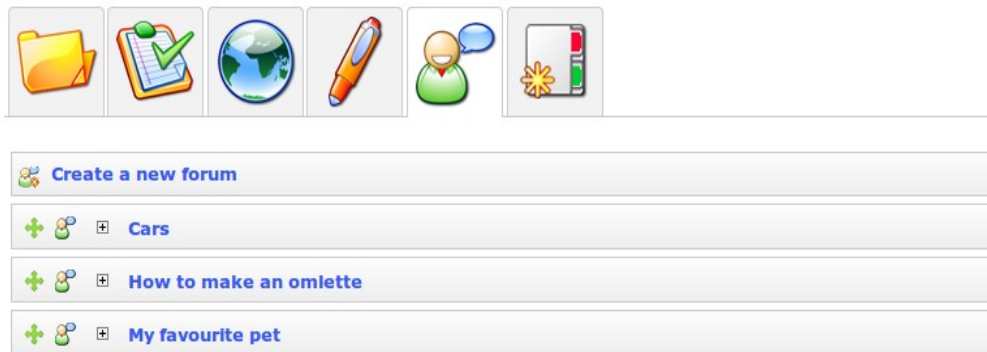 Create a new forum
Cars
How to make an omlette
My favourite pet